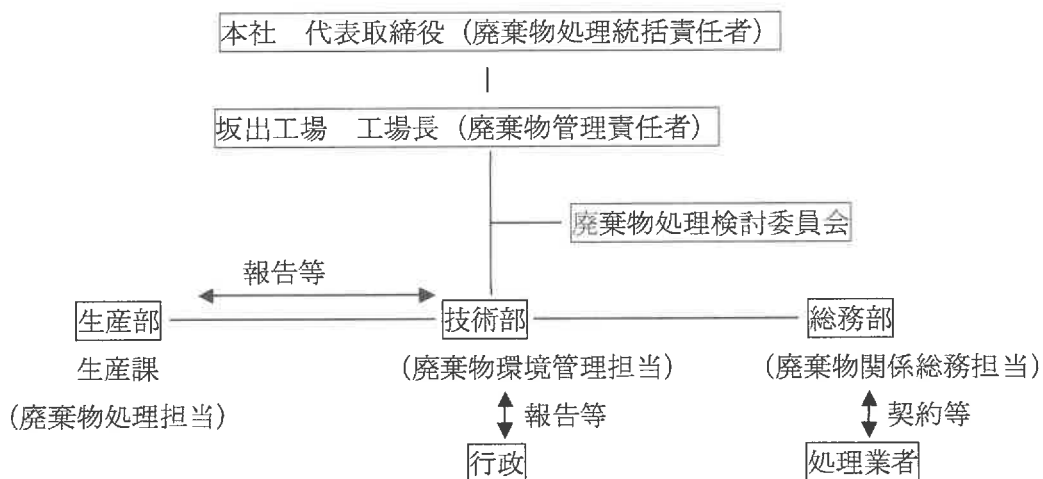 本社　代表取締役（廃棄物処理統括責任者）
坂出工場　工場長（廃棄物管理責任者）
廃棄物処理検討委員会
報告等
生産部
技術部
総務部
生産課
（廃棄物環境管理担当）
（廃棄物関係総務担当）
（廃棄物処理担当）
報告等
契約等
行政
処理業者